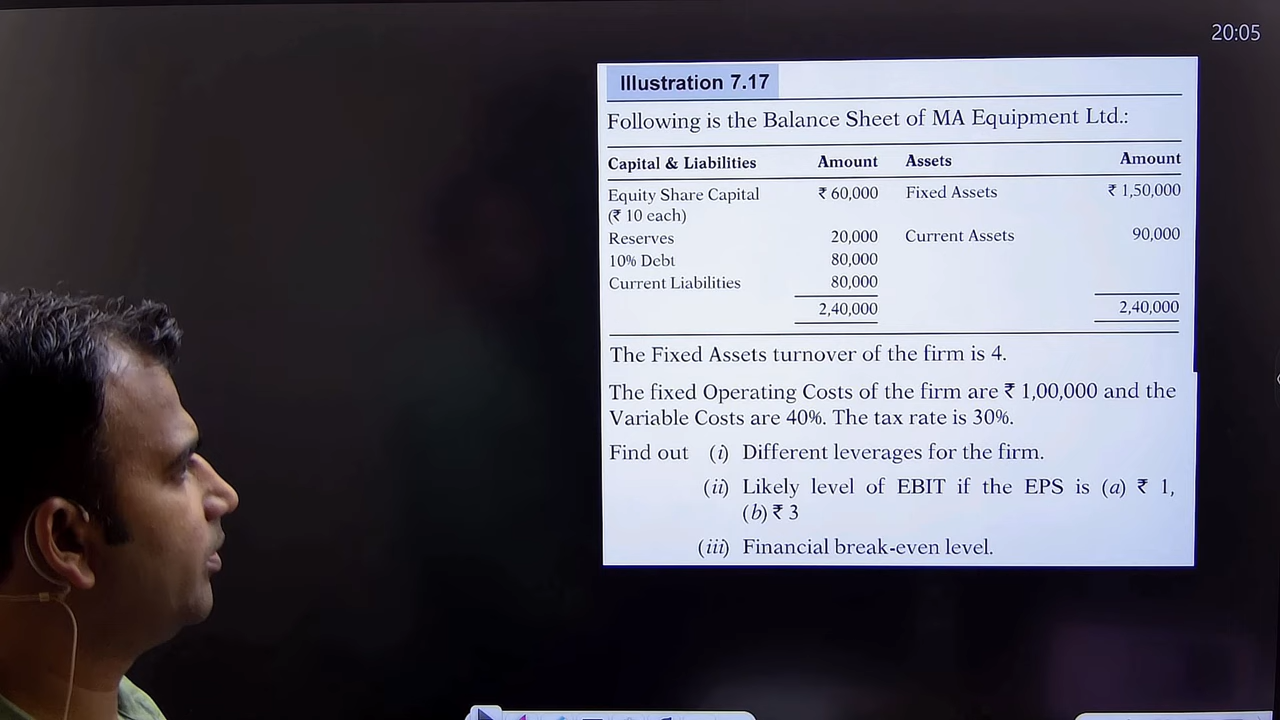 20:05
Illustration 7.17
Following is the Balance Sheet of MA Equipment Ltd.:
Capital & Liabilities Amount Assets Amount
Equity Share Capital ₹ 60,000 Fixed Assets ₹ 1,50,000
(₹ 10 each)
Reserves 20,000 Current Assets 90,000
10% Debt 80,000
Current Liabilities 80,000
2,40,000 2,40,000
The Fixed Assets turnover of the firm is 4.
The fixed Operating Costs of the firm are ₹ 1,00,000 and the
Variable Costs are 40%. The tax rate is 30%.
Find out (i) Different leverages for the firm.
(ii) Likely level of EBIT if the EPS is (a) ₹ 1,
(b) ₹ 3
(iii) Financial break-even level.